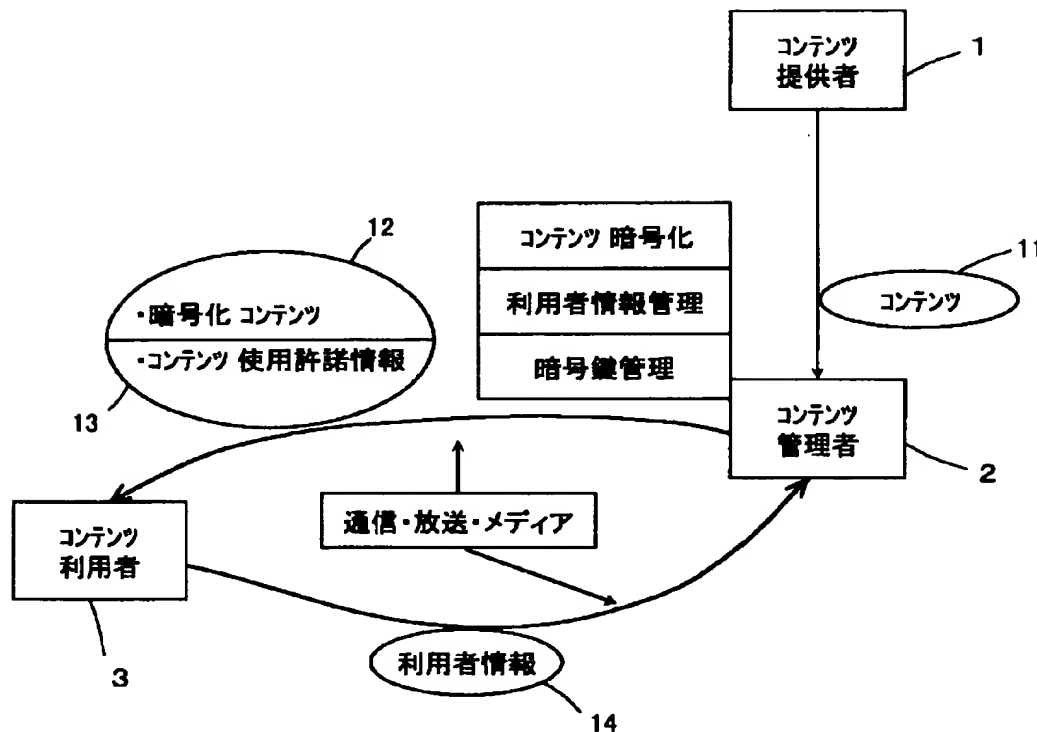 コンテンツ
提供者
1
コンテンツ 暗号化
利用者情報管理
暗号鍵管理
11
コンテンツ
12
・暗号化 コンテンツ
・コンテンツ 使用許諾情報
13
コンテンツ
管理者
2
通信・放送・メディア
コンテンツ
利用者
3
利用者情報
14